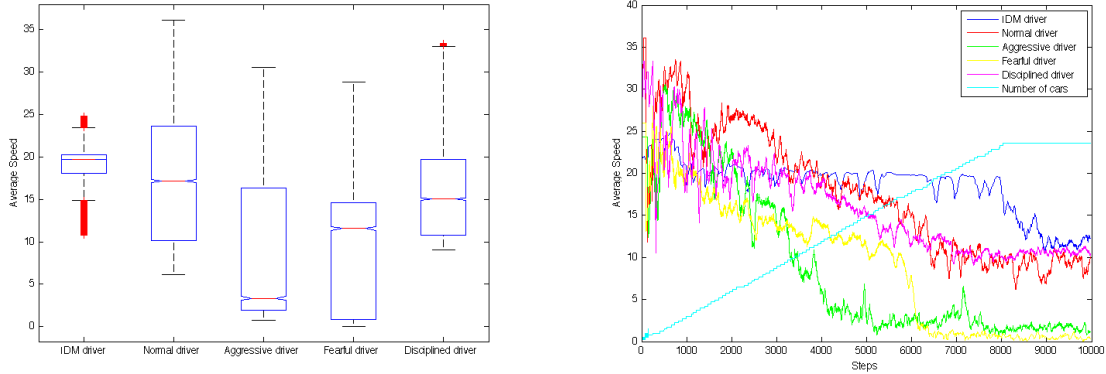 35
30
25
20
15
10
5
0
Average Speed
IDM driver Normal driver Aggressive driver Fearful driver Disciplined driver
40
35
30
25
20
15
10
5
0
Average Speed
0 1000 2000 3000 4000 5000 6000 7000 8000 9000 10000
Steps
IDM driver
Normal driver
Aggressive driver
Fearful driver
Disciplined driver
Number of cars